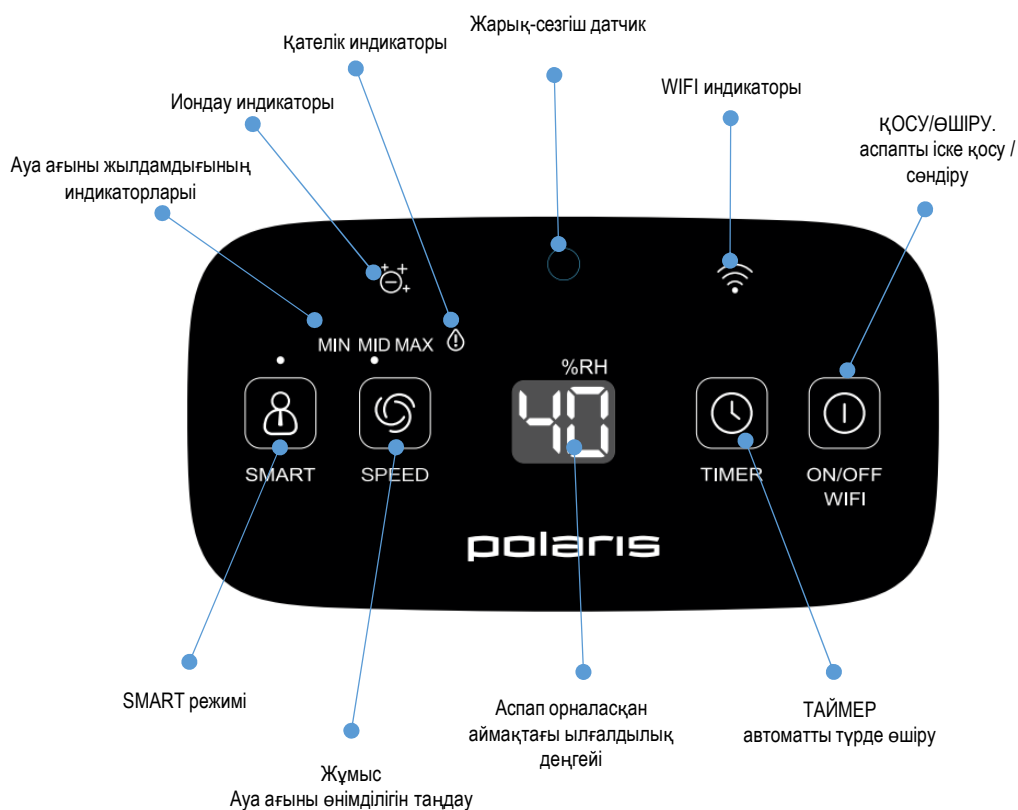 Жарық-сезгіш датчик
Қателік индикаторы
WIFI индикаторы
Иондау индикаторы
ҚОСУ/ӨШІРУ.
аспапты іске қосу /
сөндіру
Ауа ағыны жылдамдығының
индикаторларыі
MIN MID MAX
%RH
40
SMART
SPEED
TIMER
ON/OFF
WIFI
polaris
SMART режимі
Аспап орналасқан
аймақтағы ылғалдылық
деңгейі
ТАЙМЕР
автоматты түрде өшіру
Жұмыс
Ауа ағыны өнімділігін таңдау